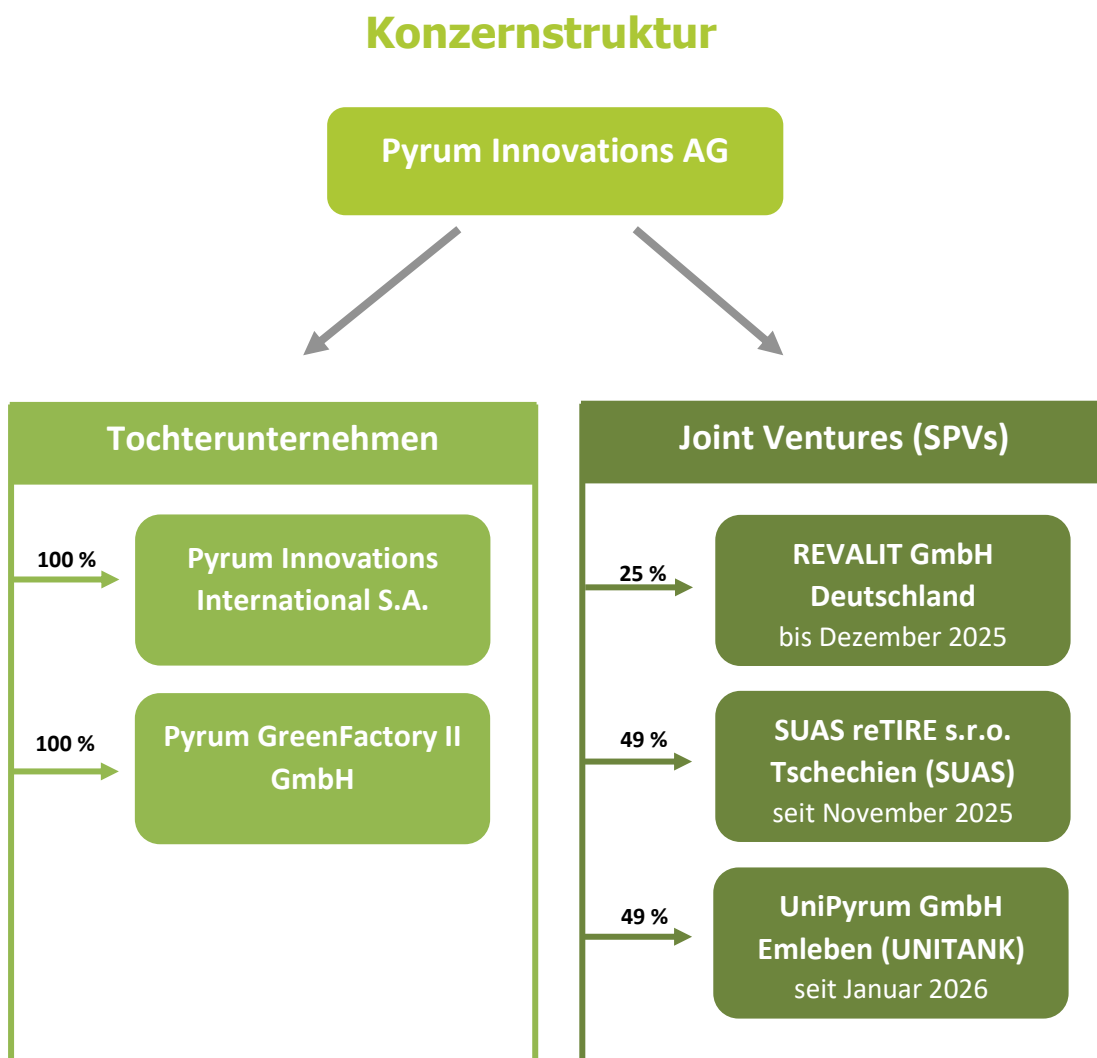 Konzernstruktur
Pyrum Innovations AG
Tochterunternehmen
100 %
Pyrum Innovations
International S.A.
100 %
Pyrum GreenFactory II
GmbH
Joint Ventures (SPVs)
25 %
REVALIT GmbH
Deutschland
bis Dezember 2025
49 %
SUAS reTIRE s.r.o.
Tschechien (SUAS)
seit November 2025
49 %
UniPyrum GmbH
Emleben (UNITANK)
seit Januar 2026